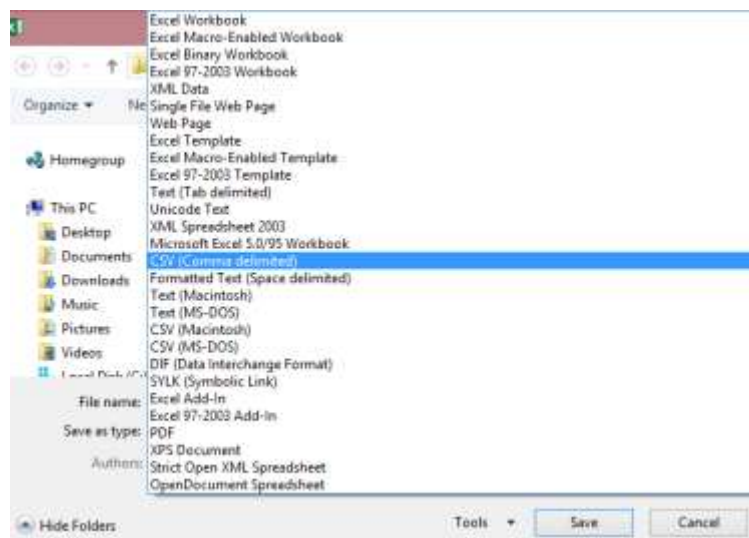 Excel Workbook
Excel Macro-Enabled Workbook
Excel Binary Workbook
Excel 97-2003 Workbook
XML Data
Organize Ne Single File Web Page
Web Page
Excel Template
Homegroup Excel Macro-Enabled Template
Excel 97-2003 Template
Text (Tab delimited)
This PC Unicode Text
Desktop XML Spreadsheet 2003
Microsoft Excel 5.0/95 Workbook
Documents CSV (Comma delimited)
Downloads Formatted Text (Space delimited)
Music Text (Macintosh)
Text (MS-DOS)
Pictures CSV (Macintosh)
Videos CSV (MS-DOS)
DIF (Data Interchange Format)
SYLK (Symbolic Link)
File name: Excel Add-In
Excel 97-2003 Add-In
Save as type: PDF
XPS Document
Authors: Strict Open XML Spreadsheet
OpenDocument Spreadsheet
Hide Folders Tools Save Cancel